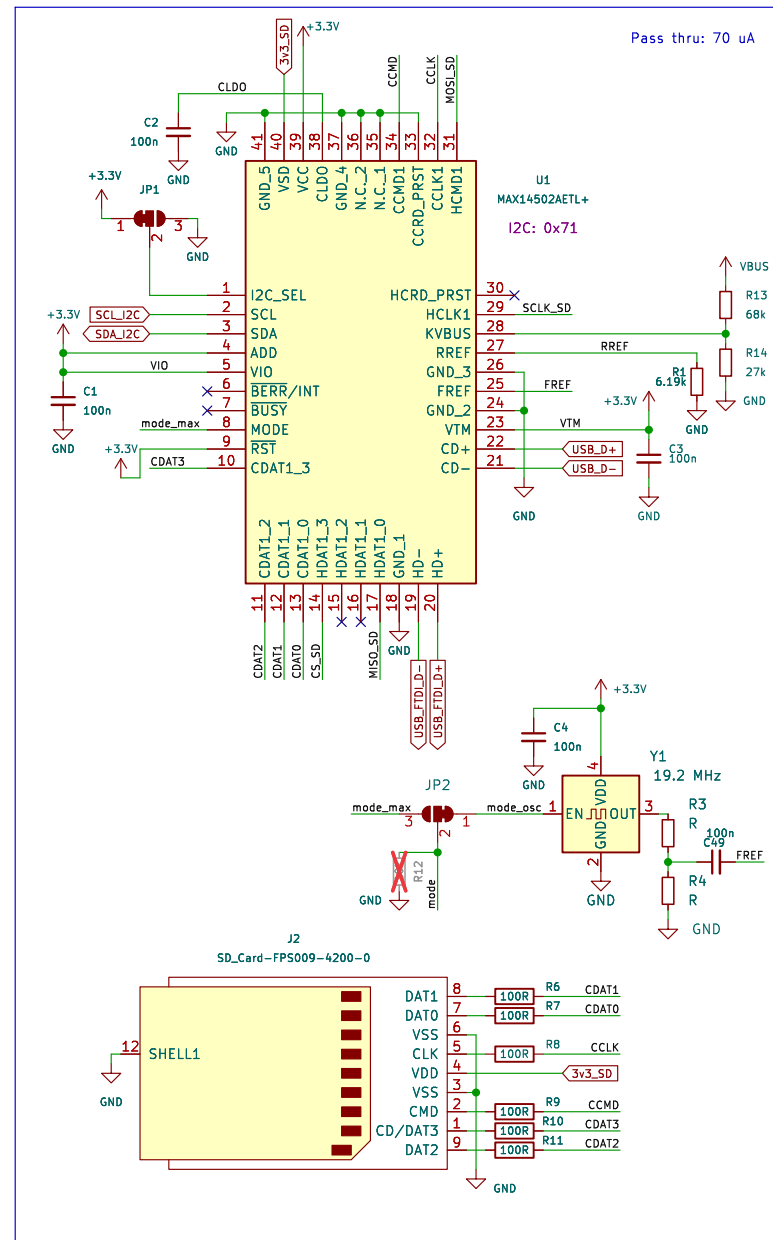 Pass thru: 70 uA
3v3_SD
+3.3V
CLDO
CCMD
CCLK
MOSI_SD
C2
100n
GND
GND
41
40
39
38
37
36
35
34
33
32
31
GND_5
VSD
VCC
CLDO
GND_4
N.C._2
N.C._1
CCMD1
CCRD_PRST
CCLK1
HCMD1
U1
MAX14502AETL+
I2C: 0x71
+3.3V
JP1
1
2
3
GND
1 I2C_SEL
SCL_I2C 2 SCL
SDA_I2C 3 SDA
+3.3V
4 ADD
VIO 5 VIO
6 BERR/INT
7 BUSY
mode_max 8 MODE
+3.3V 9 RST
CDAT3 10 CDAT1_3
C1
100n
GND
HCRD_PRST 30
HCLK1 29 SCLK_SD
KVBUS 28
RREF 27 RREF
GND_3 26
FREF 25 FREF
GND_2 24
VTM 23 VTM
CD+ 22 USB_D+
CD- 21 USB_D-
VBUS
R13
68k
R14
27k
GND
R1
6.19k
GND
+3.3V
C3
100n
GND
GND
CDAT1_2
CDAT1_1
CDAT1_0
HDAT1_3
HDAT1_2
HDAT1_1
HDAT1_0
GND_1
HD-
HD+
11
12
13
14
15
16
17
18
19
20
CDAT2
CDAT1
CDAT0
CS_SD
MISO_SD
GND
USB_FTDI_D-
USB_FTDI_D+
+3.3V
C4
100n
GND
Y1
19.2 MHz
4
VDD
1 EN
OUT 3
GND
2
GND
R3
R
100n
C49
FREF
R4
R
GND
JP2
mode_max 3
2
1 mode_osc
R12
GND
mode
J2
SD_Card-FPS009-4200-0
12 SHELL1
GND
DAT1 8 100R R6 CDAT1
DAT0 7 100R R7 CDAT0
VSS 6
CLK 5 100R R8 CCLK
VDD 4 3v3_SD
VSS 3
CMD 2 100R R9 CCMD
CD/DAT3 1 100R R10 CDAT3
DAT2 9 100R R11 CDAT2
GND